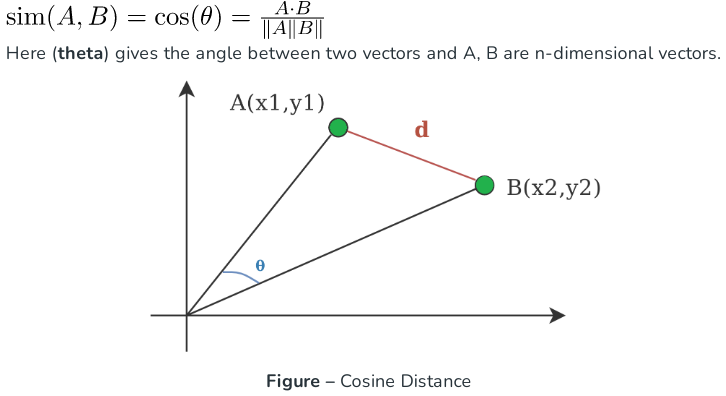 sim(A, B) = cos(θ) = A·B / ‖A‖‖B‖
Here (theta) gives the angle between two vectors and A, B are n-dimensional vectors.
A(x1,y1)
d
B(x2,y2)
θ
Figure – Cosine Distance